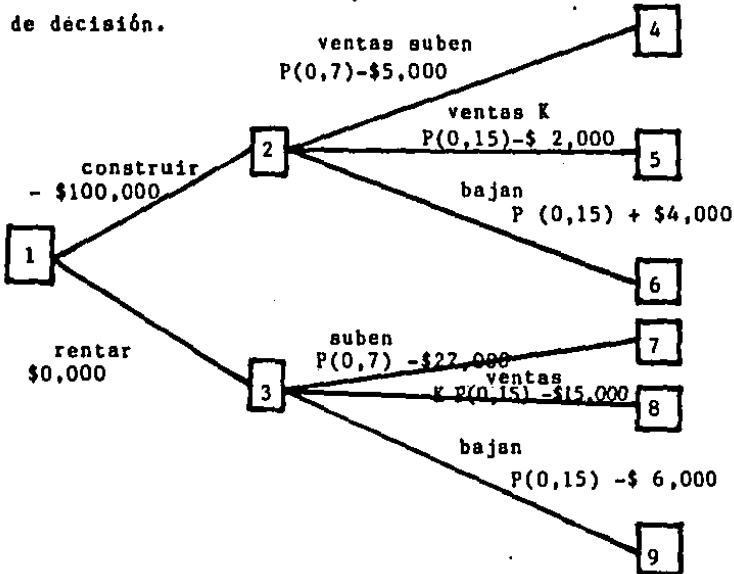 de decisión.
4
ventas suben
P(0,7)-$5,000
ventas K
P(0,15)-$ 2,000
5
2
construir
- $100,000
bajan
P (0,15) + $4,000
1
6
suben
P(0,7) -$22,000
7
rentar
$0,000
ventas
K P(0,15) -$15,000
3
8
bajan
P(0,15) -$ 6,000
9